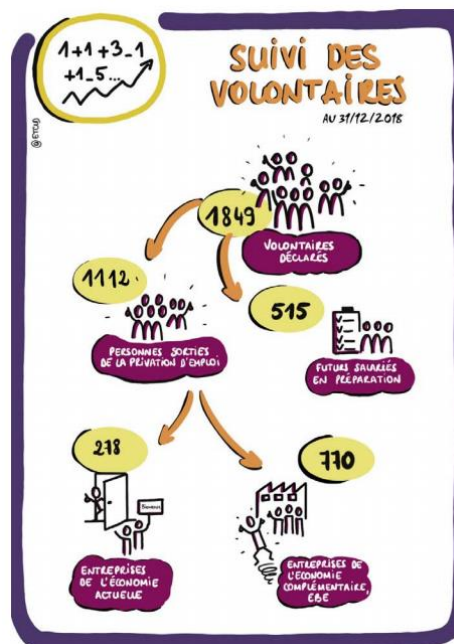 1+1+3-1
+1-5...
SUIVI DES
VOLONTAIRES
AU 31/12/2018
1849
VOLONTAIRES
DÉCLARÉS
1112
PERSONNES SORTIES
DE LA PRIVATION D'EMPLOI
515
FUTURS SALARIÉS
EN PRÉPARATION
278
ENTREPRISES
DE L'ÉCONOMIE
ACTUELLE
770
ENTREPRISES DE
L'ÉCONOMIE
COMPLÉMENTAIRE,
EBE